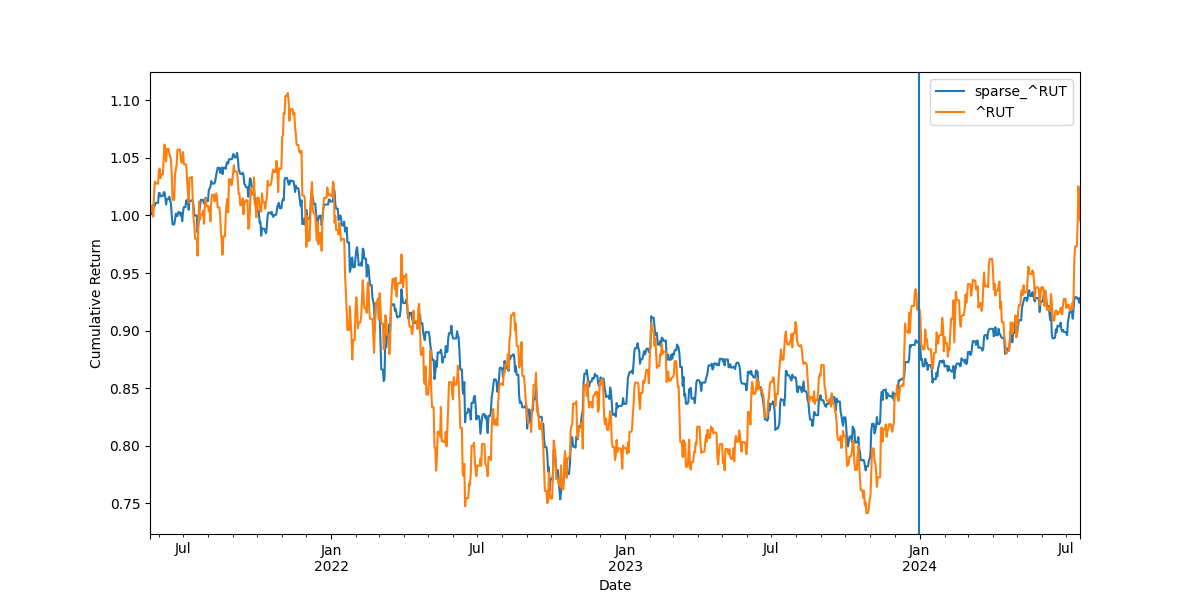 sparse_^RUT
^RUT
Cumulative Return
1.10
1.05
1.00
0.95
0.90
0.85
0.80
0.75
Jul
Jan
2022
Jul
Jan
2023
Jul
Jan
2024
Jul
Date